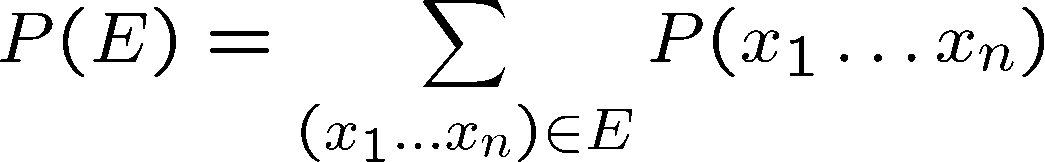 P(E) = ∑ P(x₁ … xₙ)
(x₁…xₙ)∈E